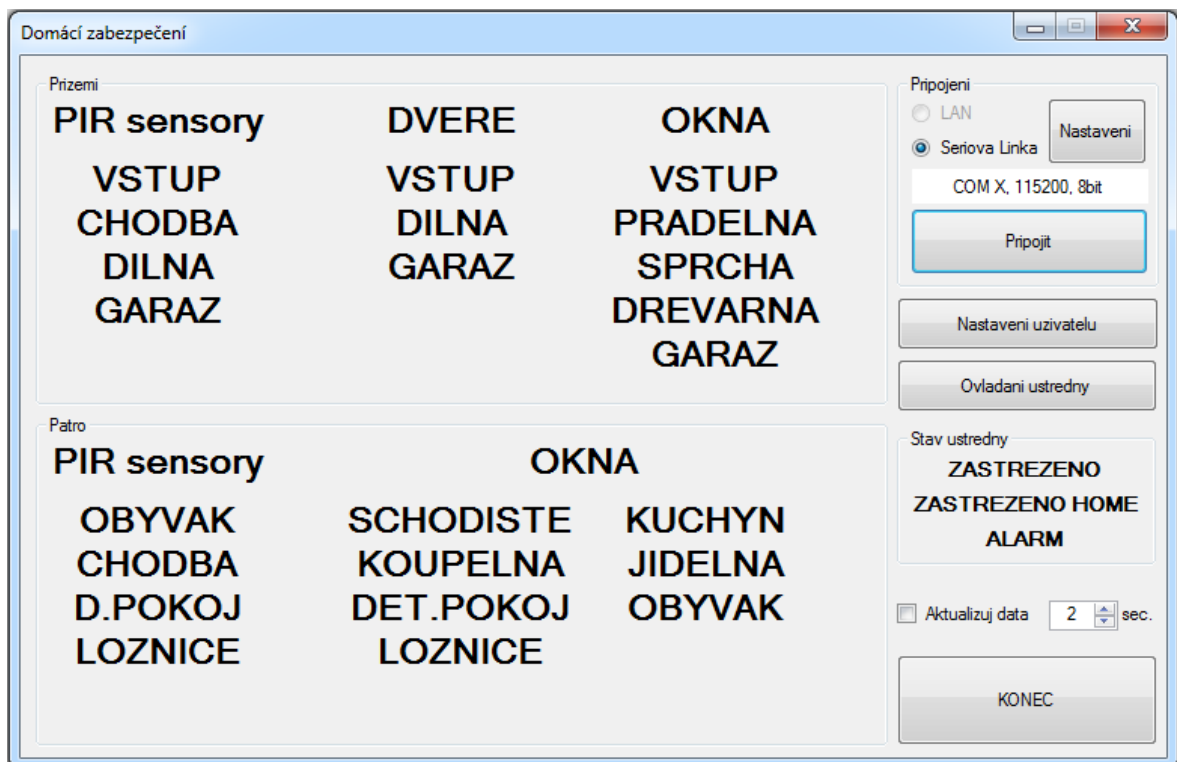 Domácí zabezpečení
Prizemi
PIR sensory DVERE OKNA
VSTUP VSTUP VSTUP
CHODBA DILNA PRADELNA
DILNA GARAZ SPRCHA
GARAZ DREVARNA
GARAZ
Patro
PIR sensory OKNA
OBYVAK SCHODISTE KUCHYN
CHODBA KOUPELNA JIDELNA
D.POKOJ DET.POKOJ OBYVAK
LOZNICE LOZNICE
Pripojeni
LAN
Seriova Linka
Nastaveni
COM X, 115200, 8bit
Pripojit
Nastaveni uzivatelu
Ovladani ustredny
Stav ustredny
ZASTREZENO
ZASTREZENO HOME
ALARM
Aktualizuj data 2 sec.
KONEC